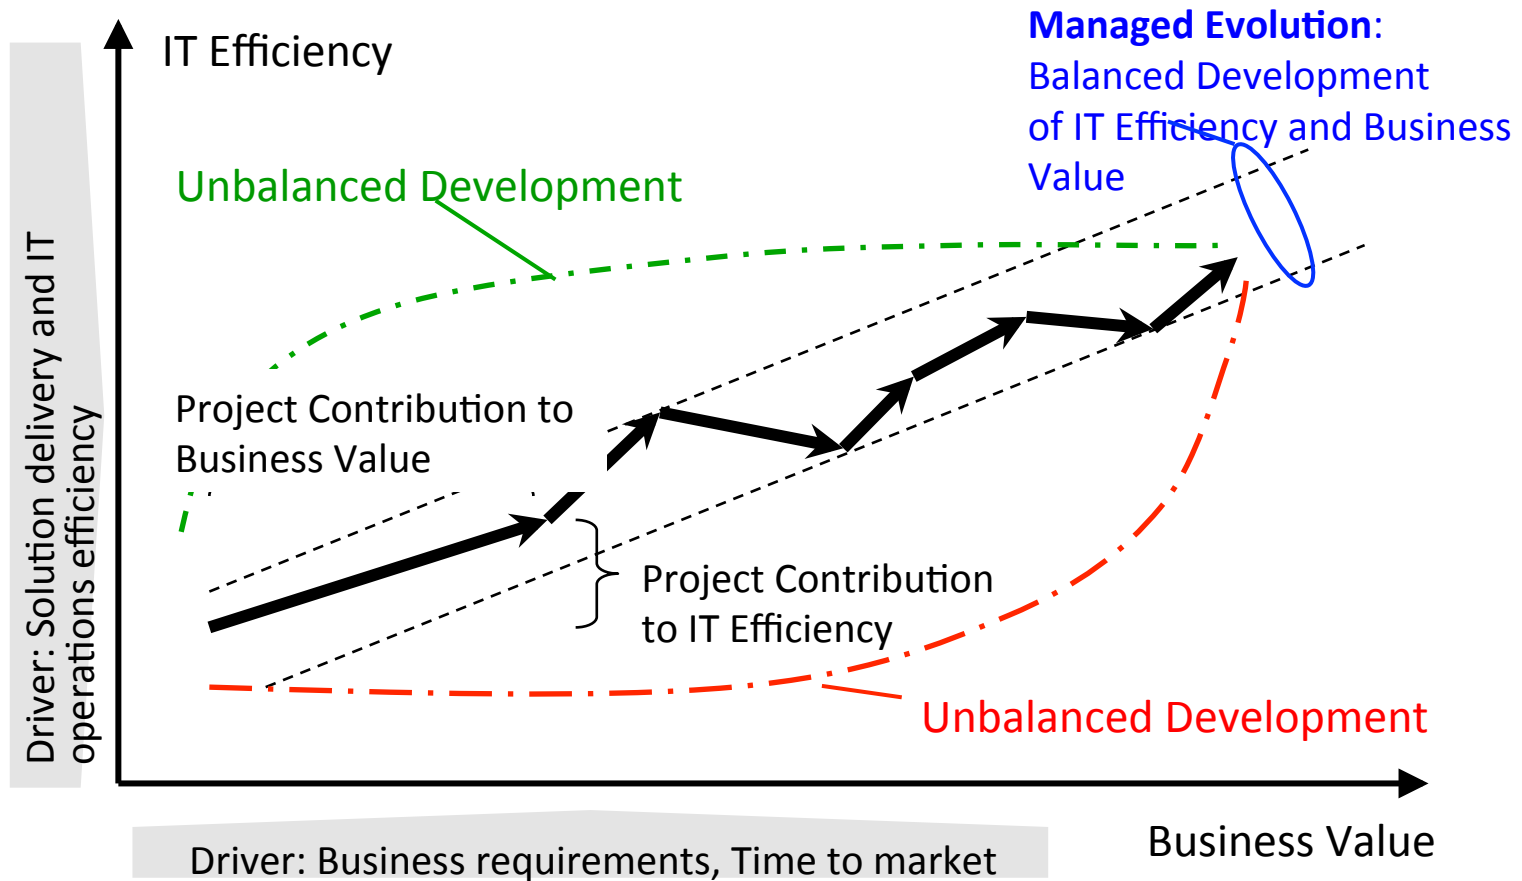 IT Efficiency
Managed Evolution:
Balanced Development
of IT Efficiency and Business
Value
Unbalanced Development
Driver: Solution delivery and IT
operations efficiency
Project Contribution to
Business Value
Project Contribution
to IT Efficiency
Unbalanced Development
Business Value
Driver: Business requirements, Time to market